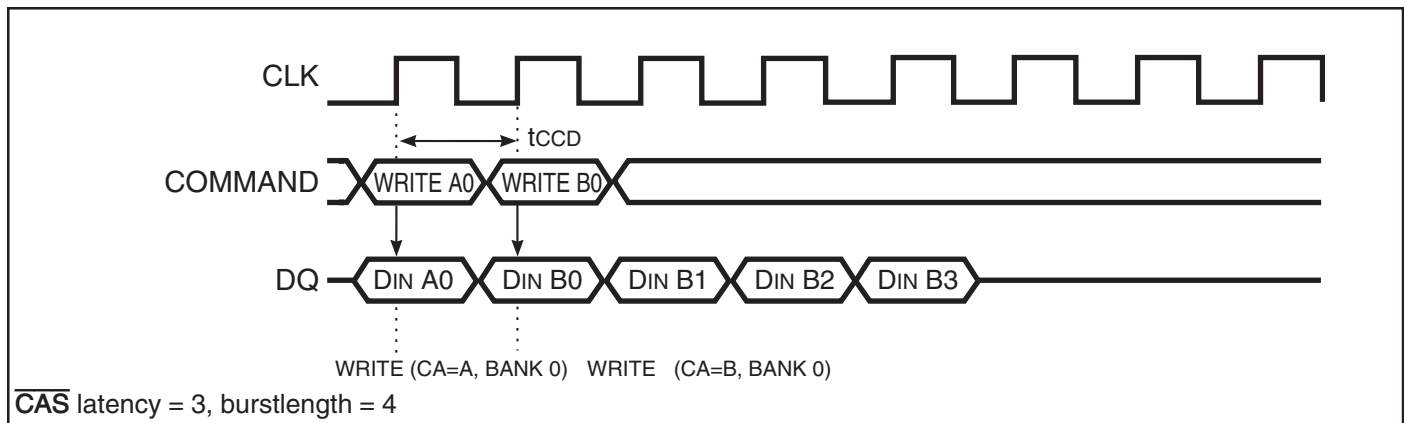 CLK
tCCD
COMMAND WRITE A0 WRITE B0
DQ DIN A0 DIN B0 DIN B1 DIN B2 DIN B3
WRITE (CA=A, BANK 0) WRITE (CA=B, BANK 0)
CAS latency = 3, burstlength = 4